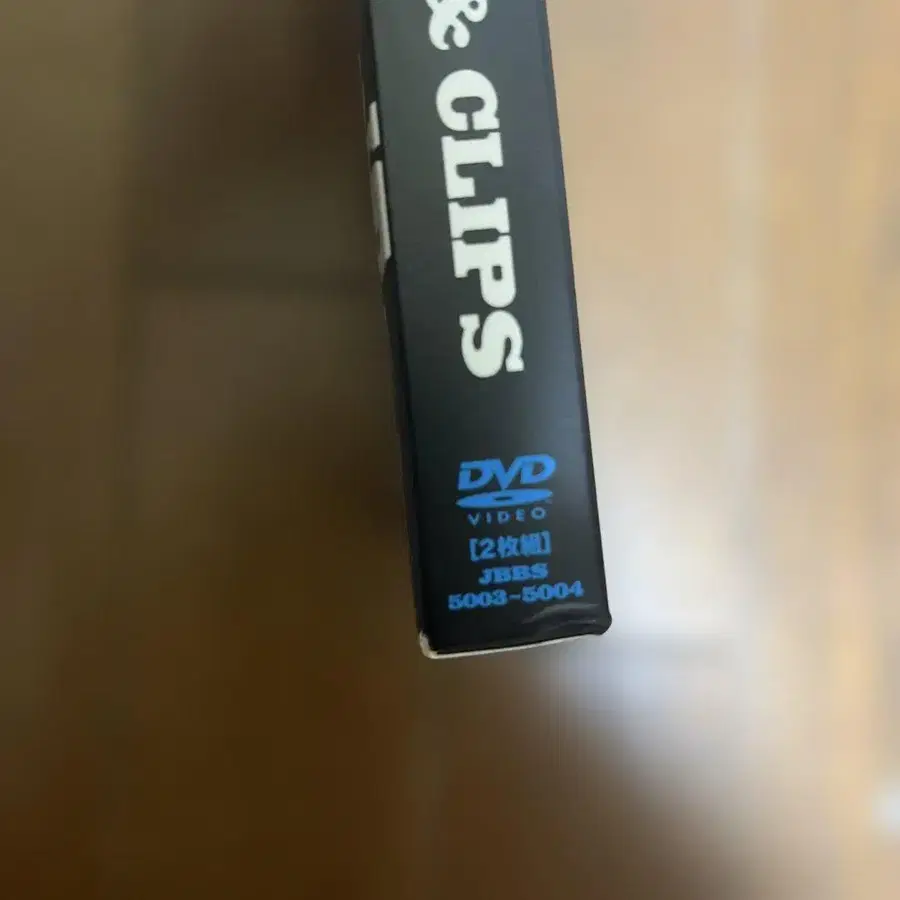 & CLIPS
DVD
VIDEO
[2枚組]
JBBS
5003-5004